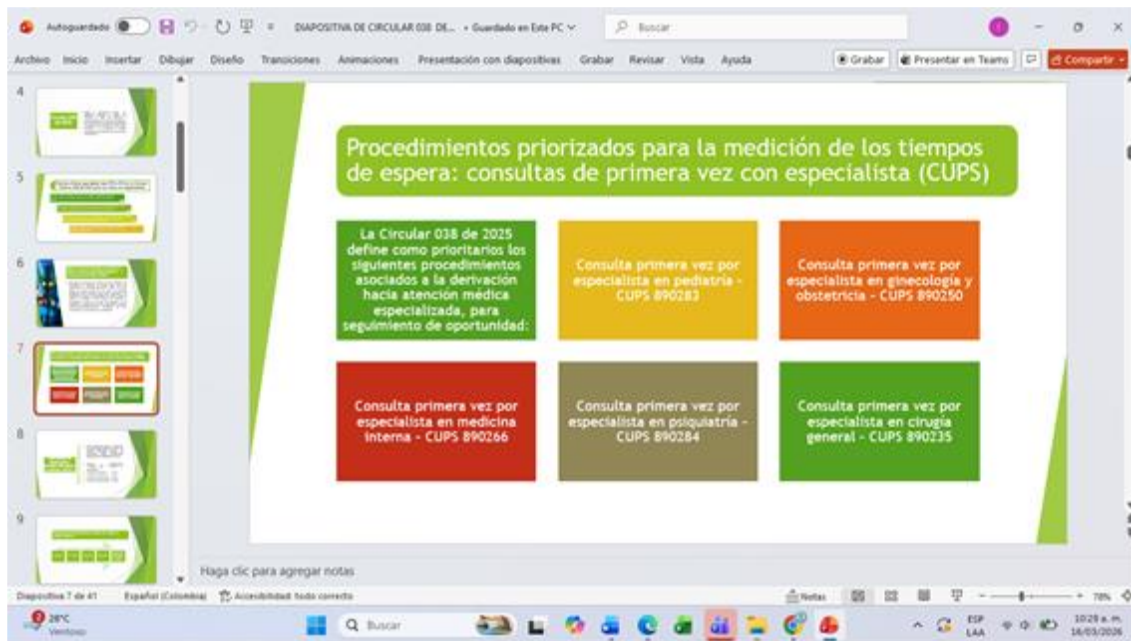 Autoguardado
DIAPOSITIVA DE CIRCULAR 038 DE... • Guardado en Este PC
Buscar
Archivo Inicio Insertar Dibujar Diseño Transiciones Animaciones Presentación con diapositivas Grabar Revisar Vista Ayuda
Grabar
Presentar en Teams
Compartir
4
5
6
7
8
9
Procedimientos priorizados para la medición de los tiempos
de espera: consultas de primera vez con especialista (CUPS)
La Circular 038 de 2025
define como prioritarios los
siguientes procedimientos
asociados a la derivación
hacia atención médica
especializada, para
seguimiento de oportunidad:
Consulta primera vez por
especialista en pediatría -
CUPS 890283
Consulta primera vez por
especialista en ginecología y
obstetricia - CUPS 890250
Consulta primera vez por
especialista en medicina
interna - CUPS 890266
Consulta primera vez por
especialista en psiquiatría -
CUPS 890284
Consulta primera vez por
especialista en cirugía
general - CUPS 890235
Haga clic para agregar notas
Diapositiva 7 de 41
Español (Colombia)
Accesibilidad: todo correcto
Notas
78%
28°C
Ventoso
Buscar
ESP
LAA
10:29 a. m.
16/03/2026